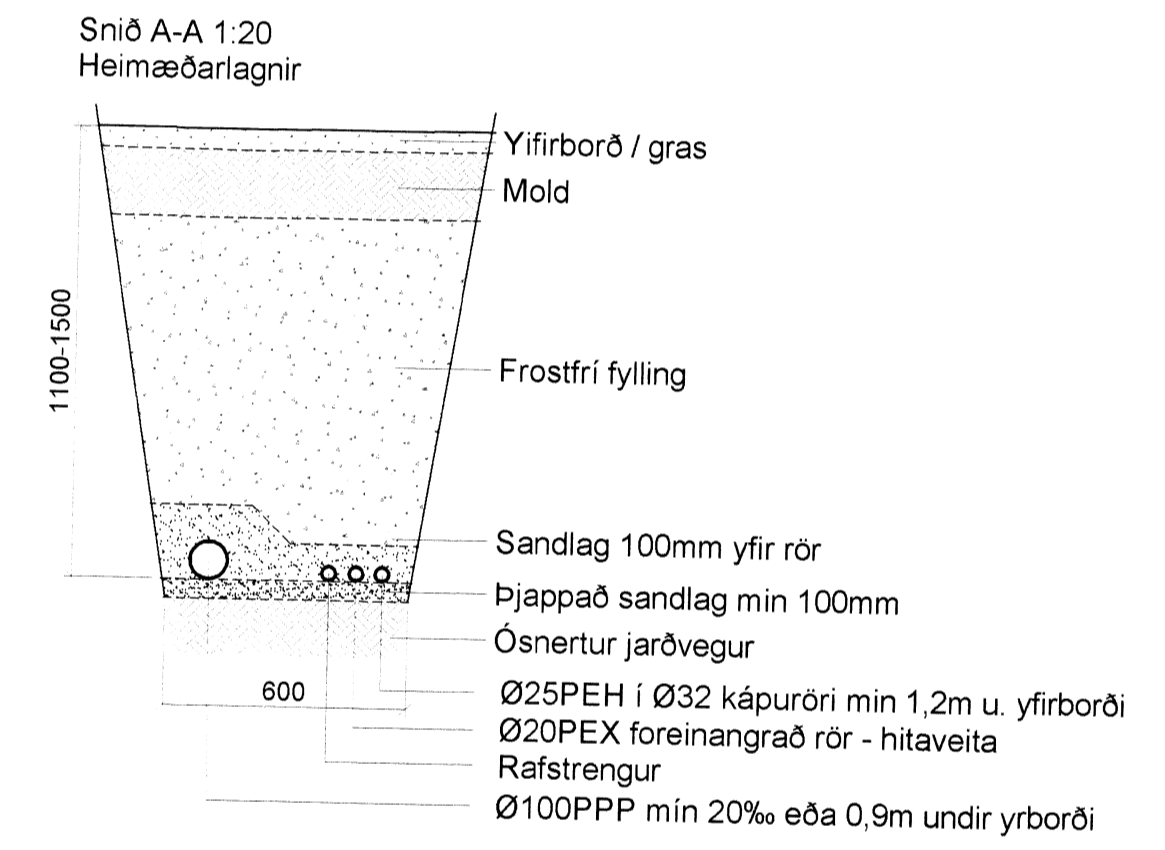 Snið A-A 1:20
Heimæðarlagnir
Yifirborð / gras
Mold
1100-1500
Frostfrí fylling
Sandlag 100mm yfir rör
Þjappað sandlag min 100mm
Ósnertur jarðvegur
600
Ø25PEH í Ø32 kápuröri min 1,2m u. yfirborði
Ø20PEX foreinangrað rör - hitaveita
Rafstrengur
Ø100PPP mín 20‰ eða 0,9m undir yrborði